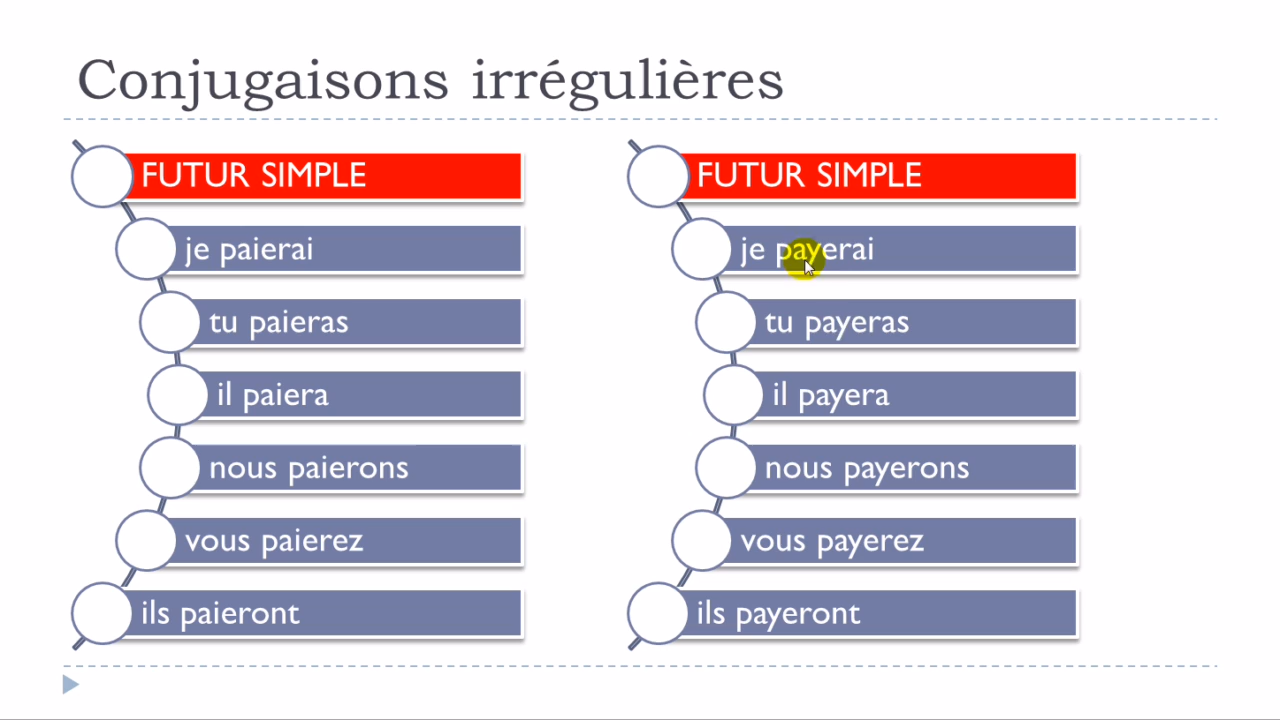 Conjugaisons irrégulières
FUTUR SIMPLE
je paierai
tu paieras
il paiera
nous paierons
vous paierez
ils paieront
FUTUR SIMPLE
je payerai
tu payeras
il payera
nous payerons
vous payerez
ils payeront